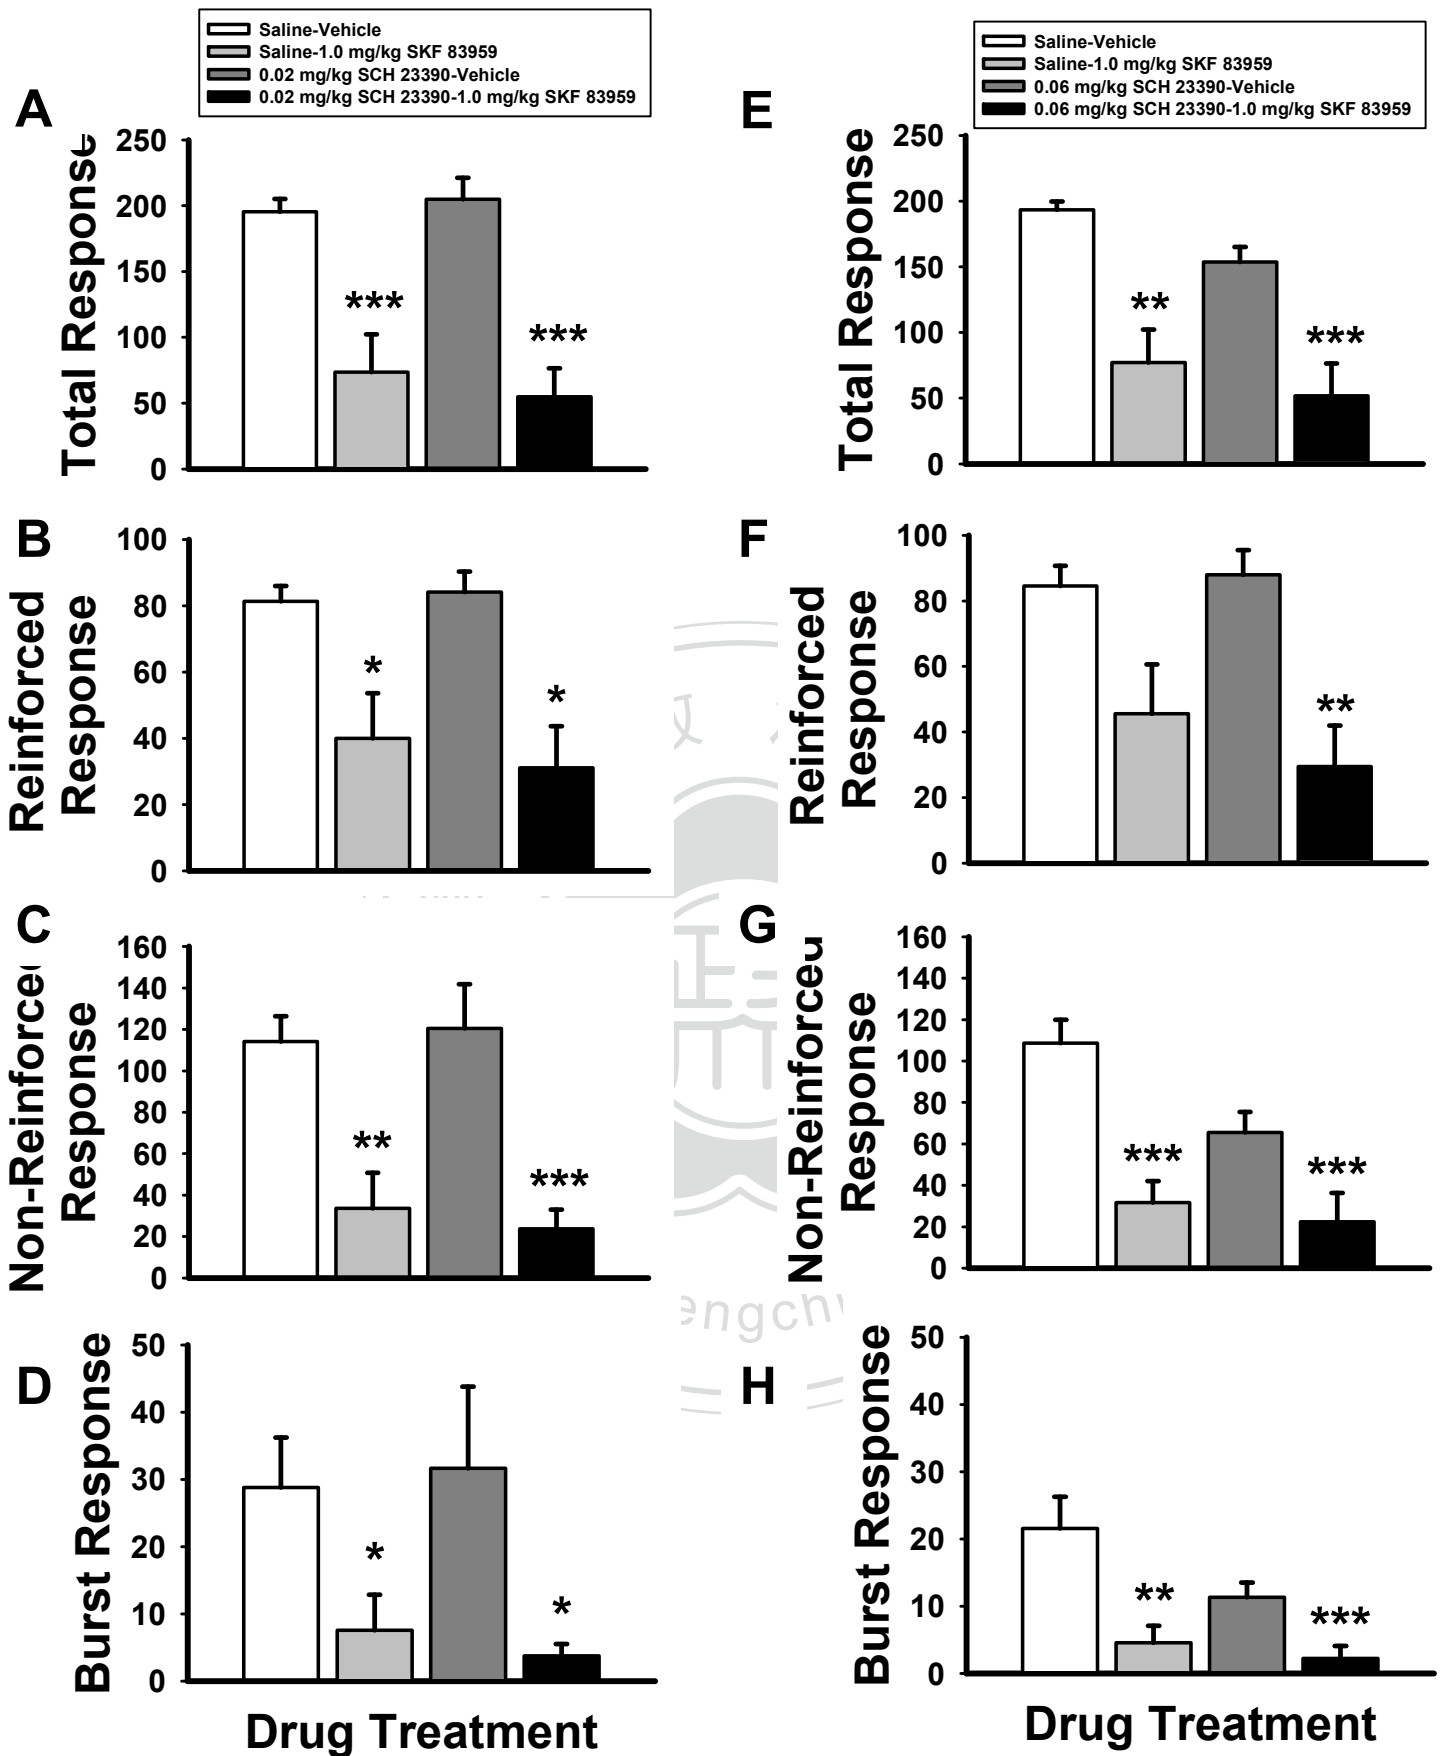 Saline-Vehicle
Saline-1.0 mg/kg SKF 83959
0.02 mg/kg SCH 23390-Vehicle
0.02 mg/kg SCH 23390-1.0 mg/kg SKF 83959
A
Total Response
250
200
150
100
50
0
***
***
B
Reinforced
Response
100
80
60
40
20
0
*
*
C
Non-Reinforced
Response
160
140
120
100
80
60
40
20
0
**
***
D
Burst Response
50
40
30
20
10
0
*
*
Drug Treatment
Saline-Vehicle
Saline-1.0 mg/kg SKF 83959
0.06 mg/kg SCH 23390-Vehicle
0.06 mg/kg SCH 23390-1.0 mg/kg SKF 83959
E
Total Response
250
200
150
100
50
0
**
***
F
Reinforced
Response
100
80
60
40
20
0
**
G
Non-Reinforced
Response
160
140
120
100
80
60
40
20
0
***
***
H
Burst Response
50
40
30
20
10
0
**
***
Drug Treatment